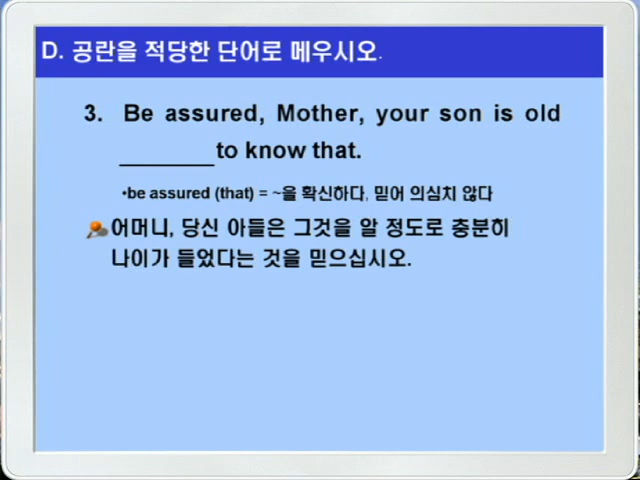 D. 공란을 적당한 단어로 메우시오.
3. Be assured, Mother, your son is old
________ to know that.
•be assured (that) = ~을 확신하다, 믿어 의심치 않다
어머니, 당신 아들은 그것을 알 정도로 충분히
나이가 들었다는 것을 믿으십시오.